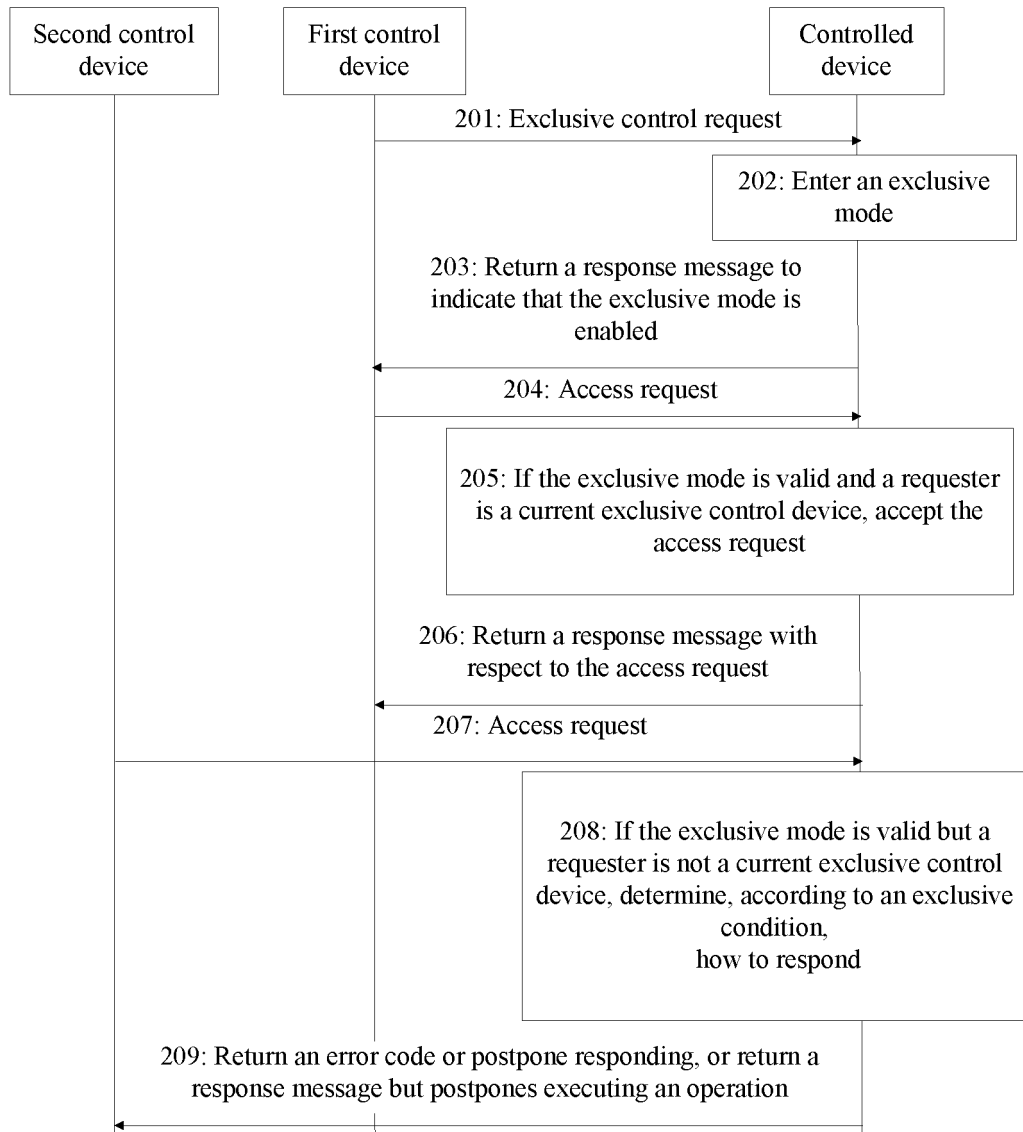 Second control
device
First control
device
Controlled
device
201: Exclusive control request
202: Enter an exclusive
mode
203: Return a response message to
indicate that the exclusive mode is
enabled
204: Access request
205: If the exclusive mode is valid and a requester
is a current exclusive control device, accept the
access request
206: Return a response message with
respect to the access request
207: Access request
208: If the exclusive mode is valid but a
requester is not a current exclusive control
device, determine, according to an exclusive
condition,
how to respond
209: Return an error code or postpone responding, or return a
response message but postpones executing an operation